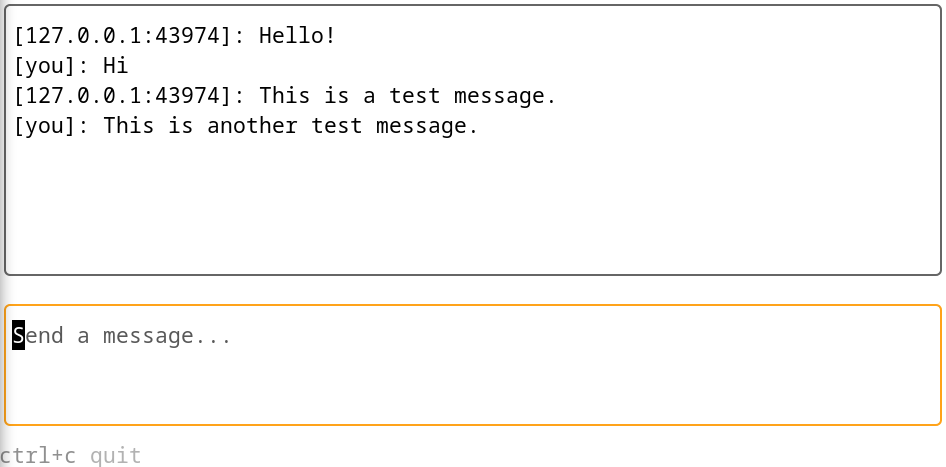 [127.0.0.1:43974]: Hello!
[you]: Hi
[127.0.0.1:43974]: This is a test message.
[you]: This is another test message.
Send a message...
ctrl+c quit